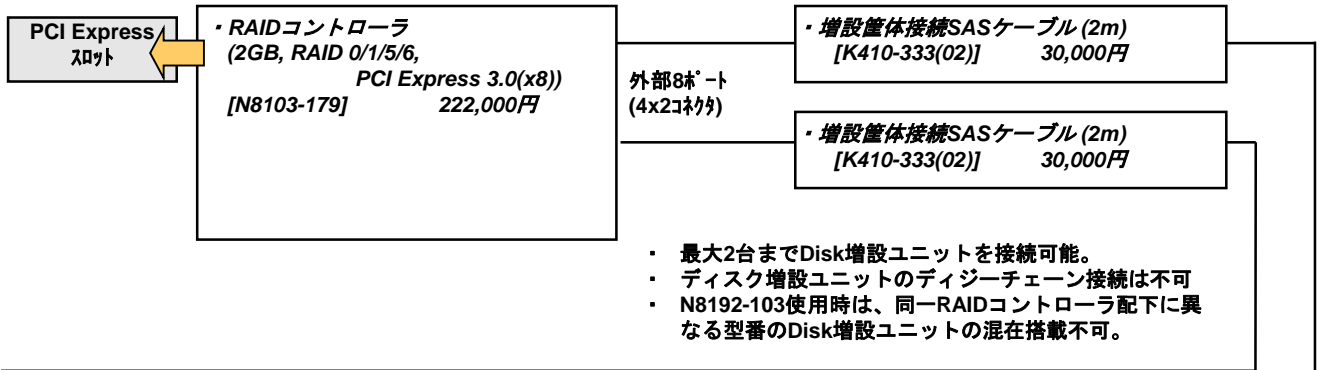 PCI Express
ｽﾛｯﾄ
・RAIDコントローラ
(2GB, RAID 0/1/5/6,
PCI Express 3.0(x8))
[N8103-179] 222,000円
外部8ﾎﾟｰﾄ
(4x2ｺﾈｸﾀ)
・増設筐体接続SASケーブル (2m)
[K410-333(02)] 30,000円
・増設筐体接続SASケーブル (2m)
[K410-333(02)] 30,000円
・ 最大2台までDisk増設ユニットを接続可能。
・ ディスク増設ユニットのディジーチェーン接続は不可
・ N8192-103使用時は、同一RAIDコントローラ配下に異
なる型番のDisk増設ユニットの混在搭載不可。